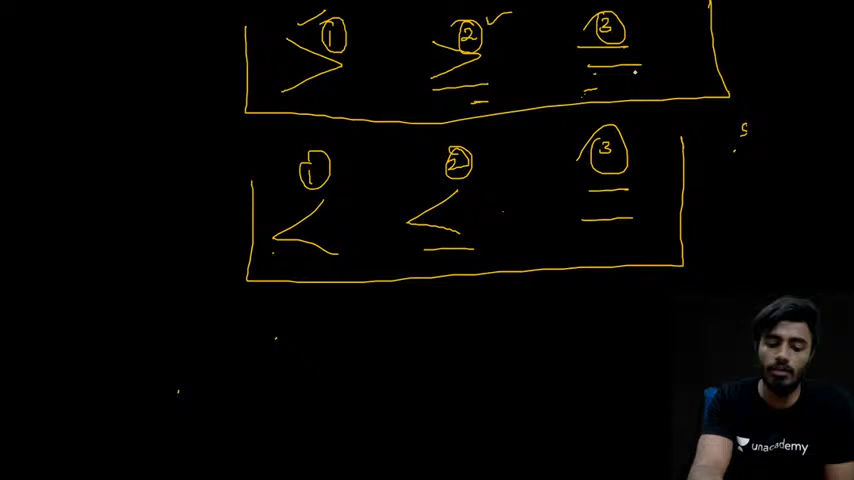 1 2 3
> ≥ =
1 2 3
< ≤ =
unacademy